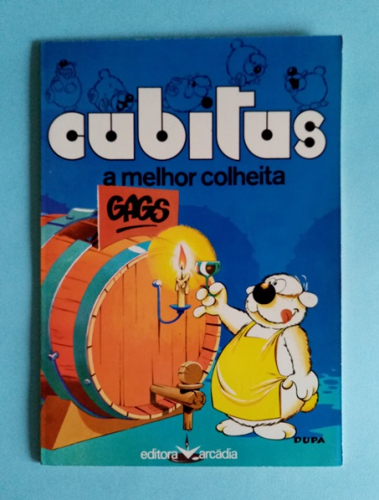 cubitus
a melhor colheita
GAGS
DUPA
editora arcádia